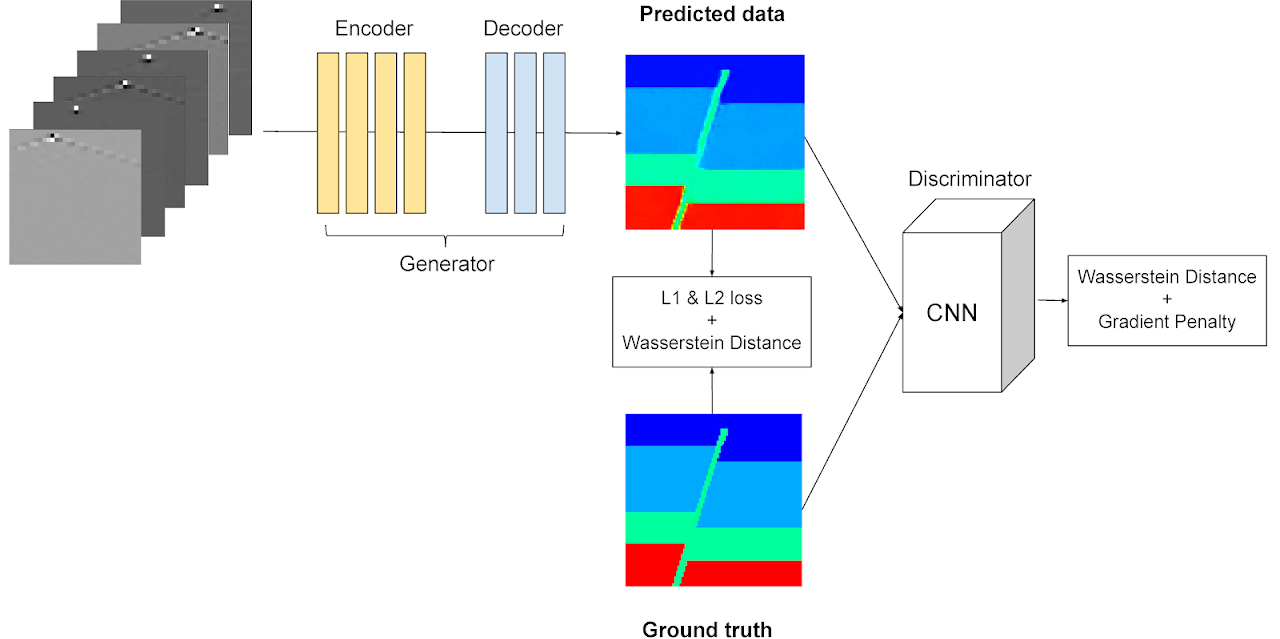 Predicted data
Encoder
Decoder
Generator
L1 & L2 loss
+
Wasserstein Distance
Discriminator
CNN
Wasserstein Distance
+
Gradient Penalty
Ground truth